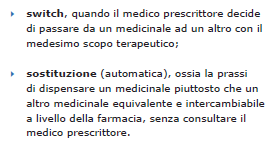 switch, quando il medico prescrittore decide
di passare da un medicinale ad un altro con il
medesimo scopo terapeutico;
sostituzione (automatica), ossia la prassi
di dispensare un medicinale piuttosto che un
altro medicinale equivalente e intercambiabile
a livello della farmacia, senza consultare il
medico prescrittore.